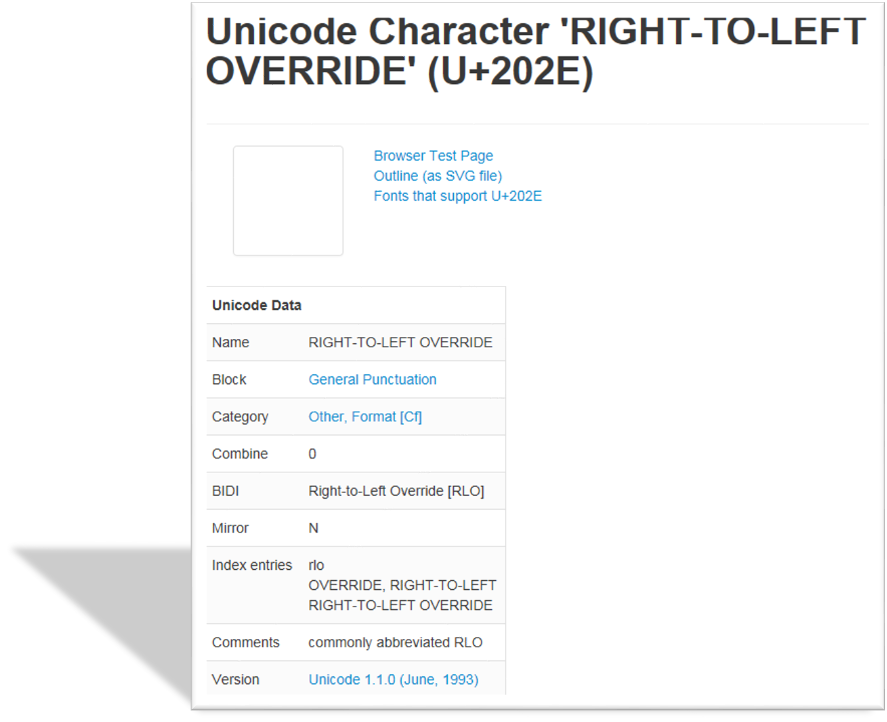 Unicode Character 'RIGHT-TO-LEFT
OVERRIDE' (U+202E)
Browser Test Page
Outline (as SVG file)
Fonts that support U+202E
Unicode Data
Name RIGHT-TO-LEFT OVERRIDE
Block General Punctuation
Category Other, Format [Cf]
Combine 0
BIDI Right-to-Left Override [RLO]
Mirror N
Index entries rlo
OVERRIDE, RIGHT-TO-LEFT
RIGHT-TO-LEFT OVERRIDE
Comments commonly abbreviated RLO
Version Unicode 1.1.0 (June, 1993)